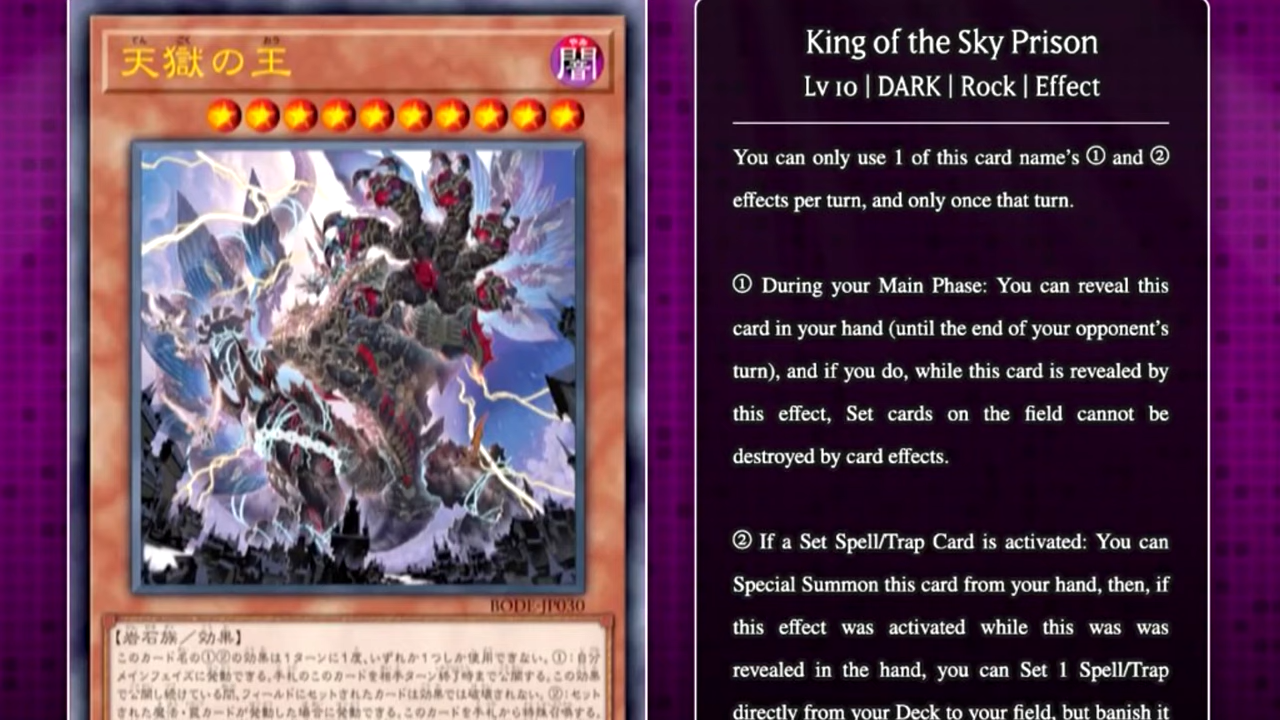 天獄の王
闇
BODE-JP030
【岩石族／効果】
このカード名の①②の効果は1ターンに1度、いずれか1つしか使用できない。①：自分
メインフェイズに発動できる。手札のこのカードを相手ターン終了時まで公開する。この効果
で公開し続けている間、フィールドにセットされたカードは効果では破壊されない。②：セット
された魔法・罠カードが発動した場合に発動できる。このカードを手札から特殊召喚する。
King of the Sky Prison
Lv 10 | DARK | Rock | Effect
You can only use 1 of this card name's ① and ②
effects per turn, and only once that turn.
① During your Main Phase: You can reveal this
card in your hand (until the end of your opponent's
turn), and if you do, while this card is revealed by
this effect, Set cards on the field cannot be
destroyed by card effects.
② If a Set Spell/Trap Card is activated: You can
Special Summon this card from your hand, then, if
this effect was activated while this was was
revealed in the hand, you can Set 1 Spell/Trap
directly from your Deck to your field, but banish it